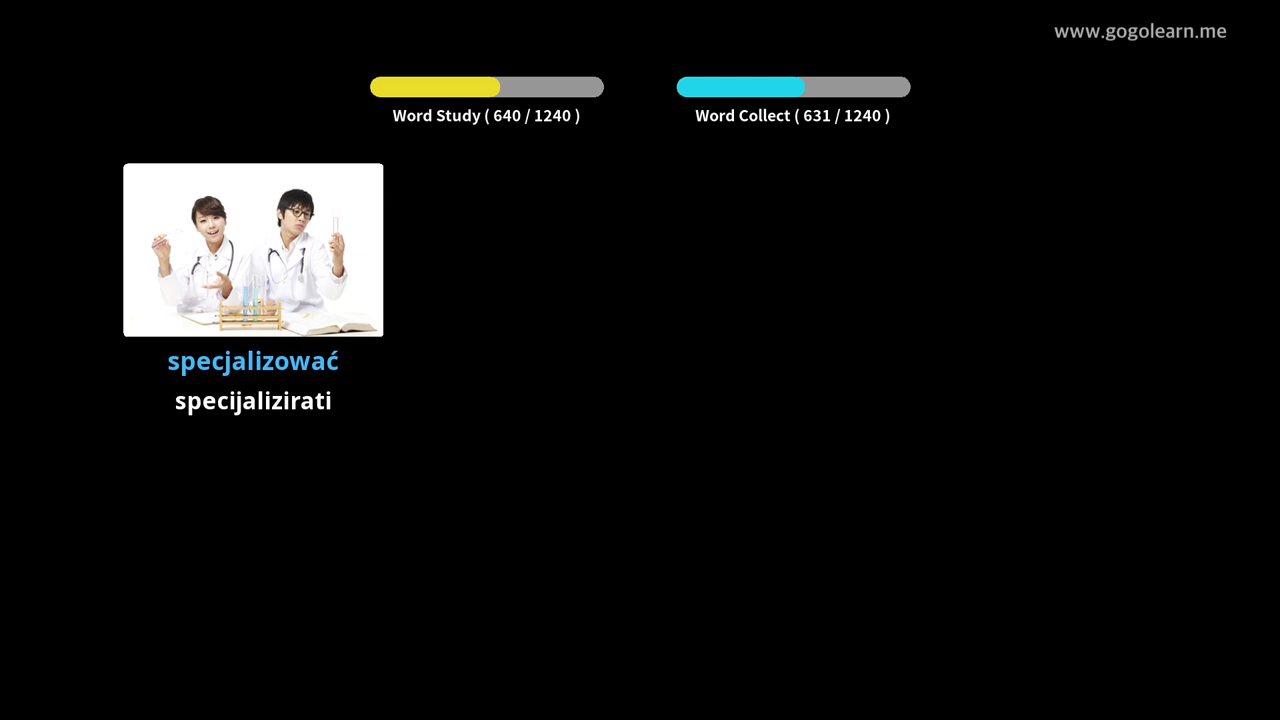 www.gogolearn.me
Word Study ( 640 / 1240 )
Word Collect ( 631 / 1240 )
specjalizować
specijalizirati